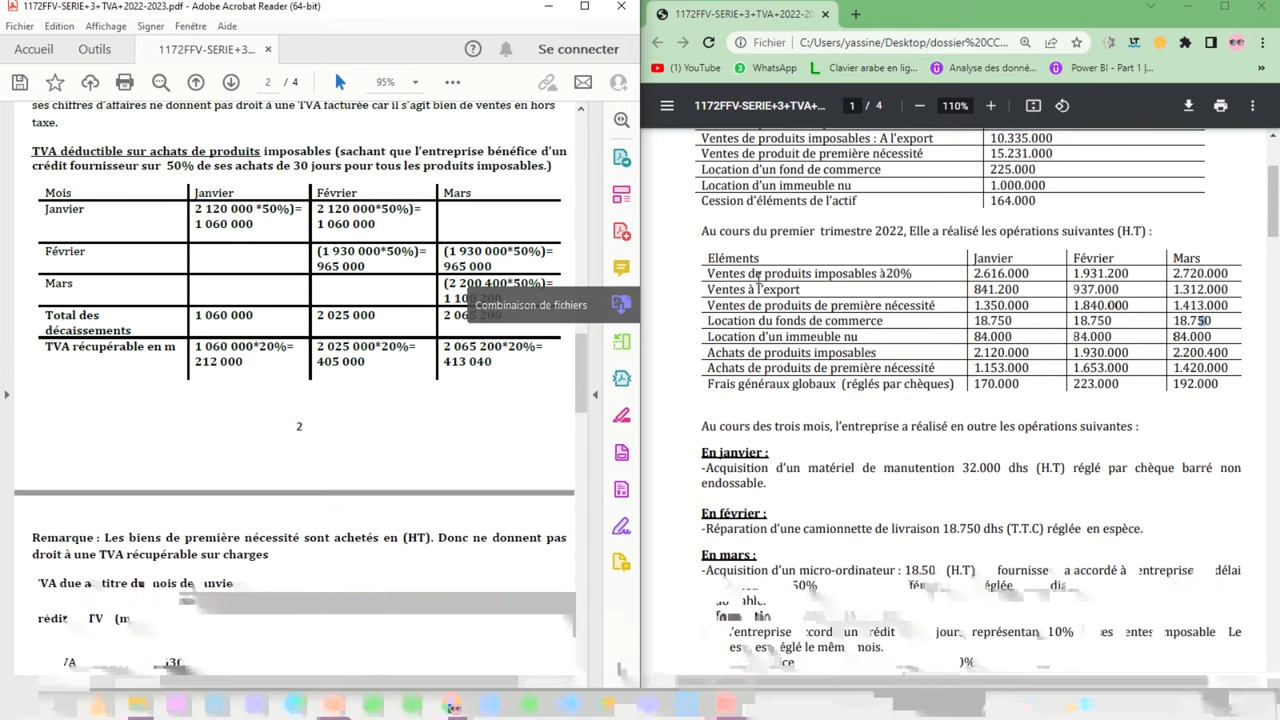 1172FFV-SERIE+3+TVA+2022-2023.pdf - Adobe Acrobat Reader (64-bit)
Fichier Edition Affichage Signer Fenêtre Aide
Accueil Outils 1172FFV-SERIE+3... × Se connecter
2 / 4 95%
ses chiffres d'affaires ne donnent pas droit à une TVA facturée car il s'agit bien de ventes en hors
taxe.
TVA déductible sur achats de produits imposables (sachant que l'entreprise bénéfice d'un
crédit fournisseur sur 50% de ses achats de 30 jours pour tous les produits imposables.)
Mois Janvier Février Mars
Janvier 2 120 000 *50%)= 2 120 000*50%)=
1 060 000 1 060 000
Février (1 930 000*50%)= (1 930 000*50%)=
965 000 965 000
Mars (2 200 400*50%)=
Combinaison de fichiers
Total des 1 060 000 2 025 000
décaissements
TVA récupérable en m 1 060 000*20%= 2 025 000*20%= 2 065 200*20%=
212 000 405 000 413 040
2
Remarque : Les biens de première nécessité sont achetés en (HT). Donc ne donnent pas
droit à une TVA récupérable sur charges
1172FFV-SERIE+3+TVA+2022-20 ×
Fichier C:/Users/yassine/Desktop/dossier%20CC...
(1) YouTube WhatsApp Clavier arabe en lig... Analyse des donné... Power BI - Part 1 |... »
1172FFV-SERIE+3+TVA+... 1 / 4 110%
Ventes de produits imposables : A l'export 10.335.000
Ventes de produit de première nécessité 15.231.000
Location d'un fond de commerce 225.000
Location d'un immeuble nu 1.000.000
Cession d'éléments de l'actif 164.000
Au cours du premier trimestre 2022, Elle a réalisé les opérations suivantes (H.T) :
Eléments Janvier Février Mars
Ventes de produits imposables à20% 2.616.000 1.931.200 2.720.000
Ventes à l'export 841.200 937.000 1.312.000
Ventes de produits de première nécessité 1.350.000 1.840.000 1.413.000
Location du fonds de commerce 18.750 18.750 18.750
Location d'un immeuble nu 84.000 84.000 84.000
Achats de produits imposables 2.120.000 1.930.000 2.200.400
Achats de produits de première nécessité 1.153.000 1.653.000 1.420.000
Frais généraux globaux (réglés par chèques) 170.000 223.000 192.000
Au cours des trois mois, l'entreprise a réalisé en outre les opérations suivantes :
En janvier :
-Acquisition d'un matériel de manutention 32.000 dhs (H.T) réglé par chèque barré non
endossable.
En février :
-Réparation d'une camionnette de livraison 18.750 dhs (T.T.C) réglée en espèce.
En mars :
-Acquisition d'un micro-ordinateur : (H.T) a accordé à
50%
10%